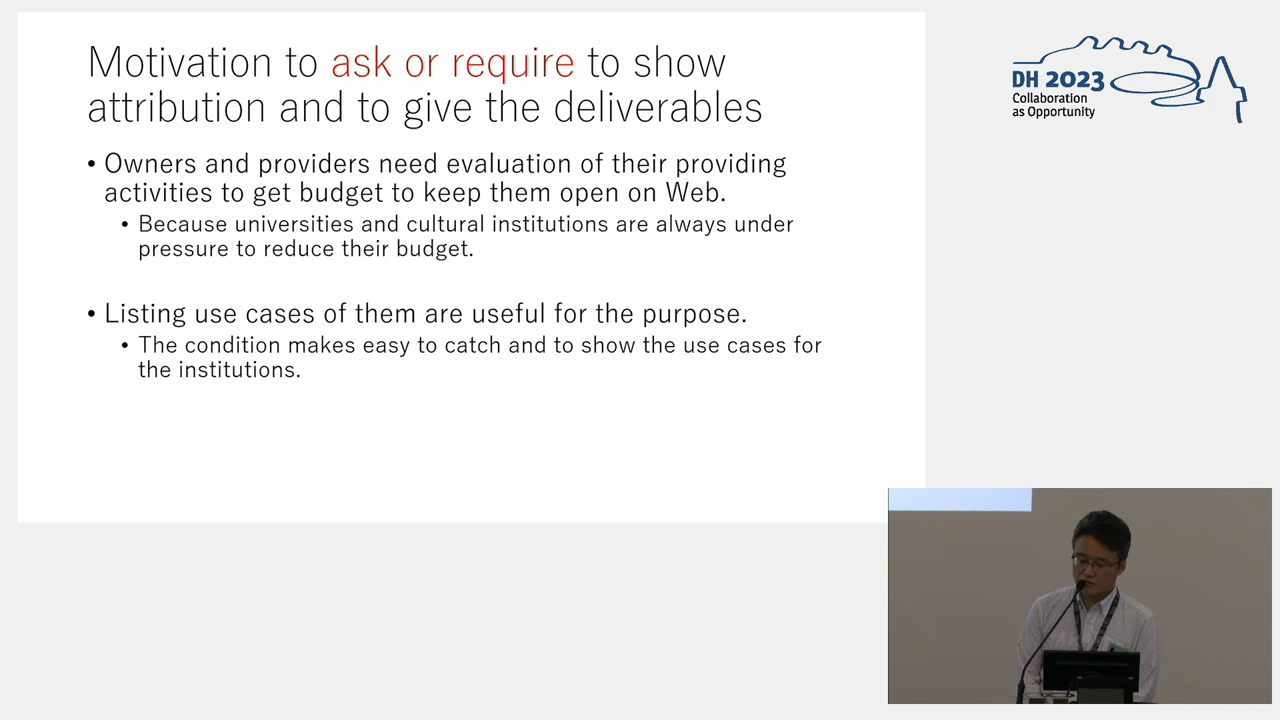 Motivation to ask or require to show
attribution and to give the deliverables
• Owners and providers need evaluation of their providing
activities to get budget to keep them open on Web.
• Because universities and cultural institutions are always under
pressure to reduce their budget.
• Listing use cases of them are useful for the purpose.
• The condition makes easy to catch and to show the use cases for
the institutions.
DH 2023
Collaboration
as Opportunity